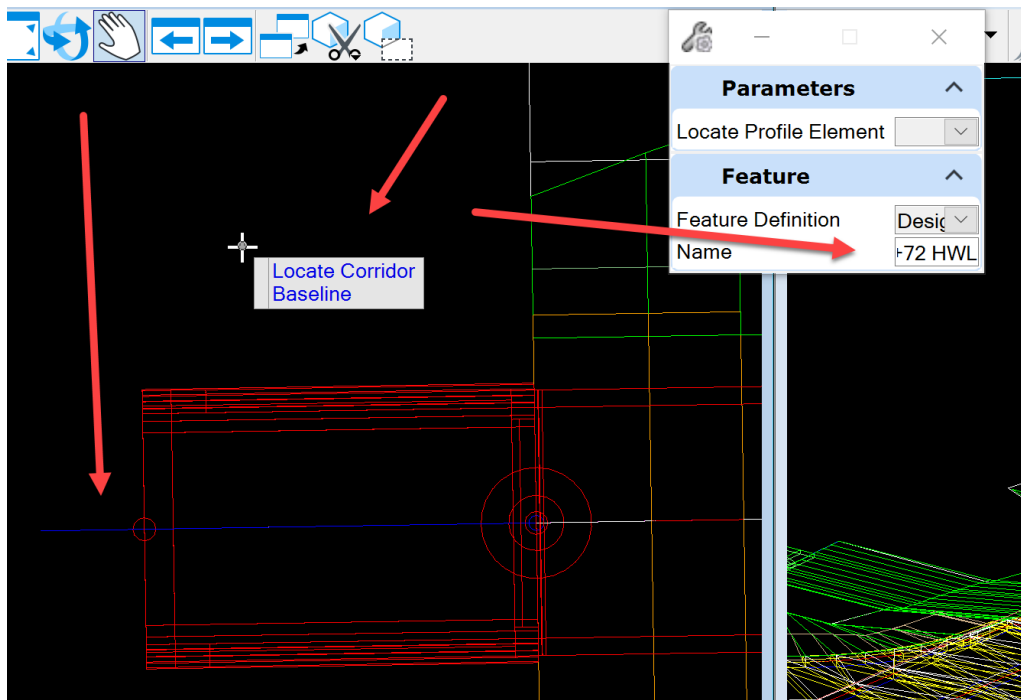 Parameters
Locate Profile Element
Feature
Feature Definition
Desig
Name
+72 HWL
Locate Corridor
Baseline